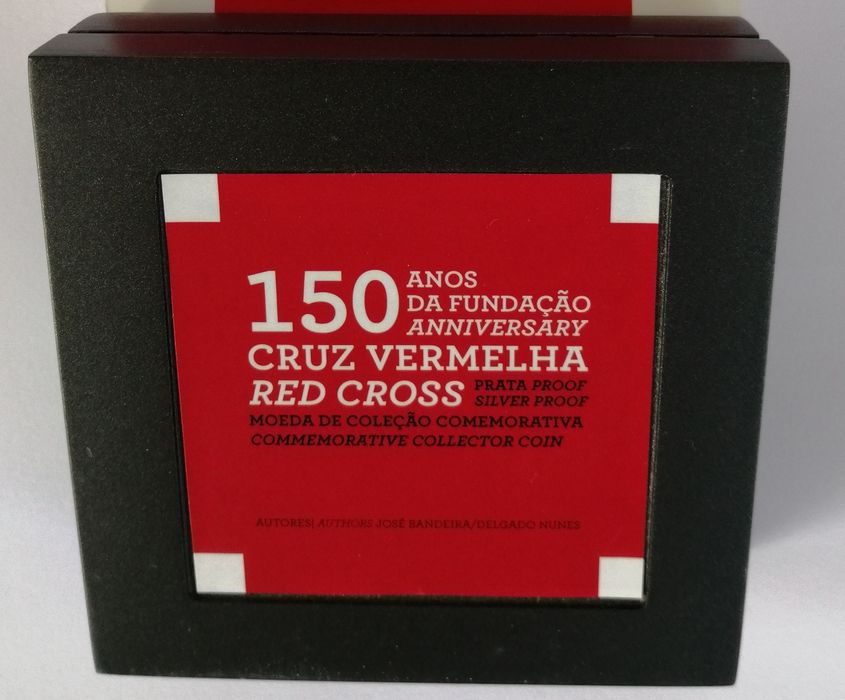 150 ANOS
DA FUNDAÇÃO
ANNIVERSARY
CRUZ VERMELHA
RED CROSS PRATA PROOF
SILVER PROOF
MOEDA DE COLEÇÃO COMEMORATIVA
COMMEMORATIVE COLLECTOR COIN
AUTORES| AUTHORS JOSÉ BANDEIRA/DELGADO NUNES